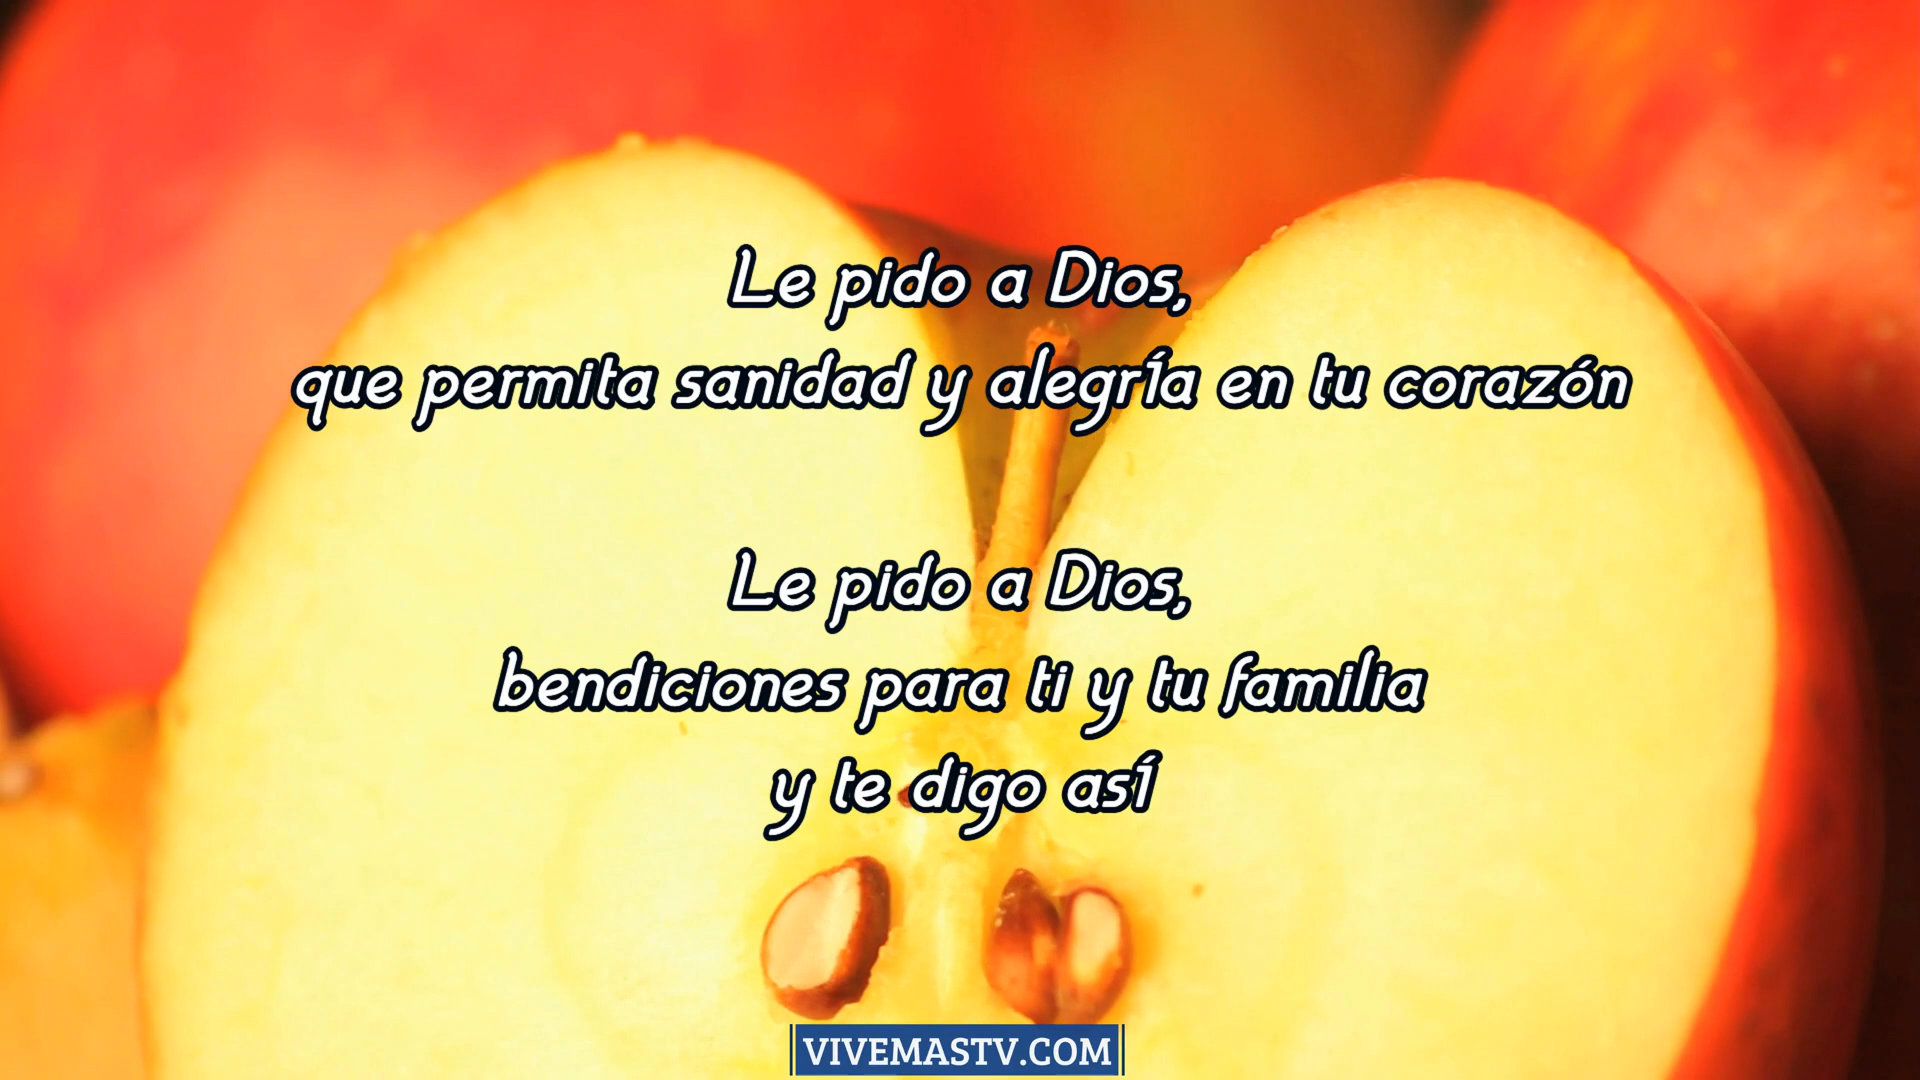 Le pido a Dios,
que permita sanidad y alegría en tu corazón
Le pido a Dios,
bendiciones para ti y tu familia
y te digo así
VIVEMASTV.COM